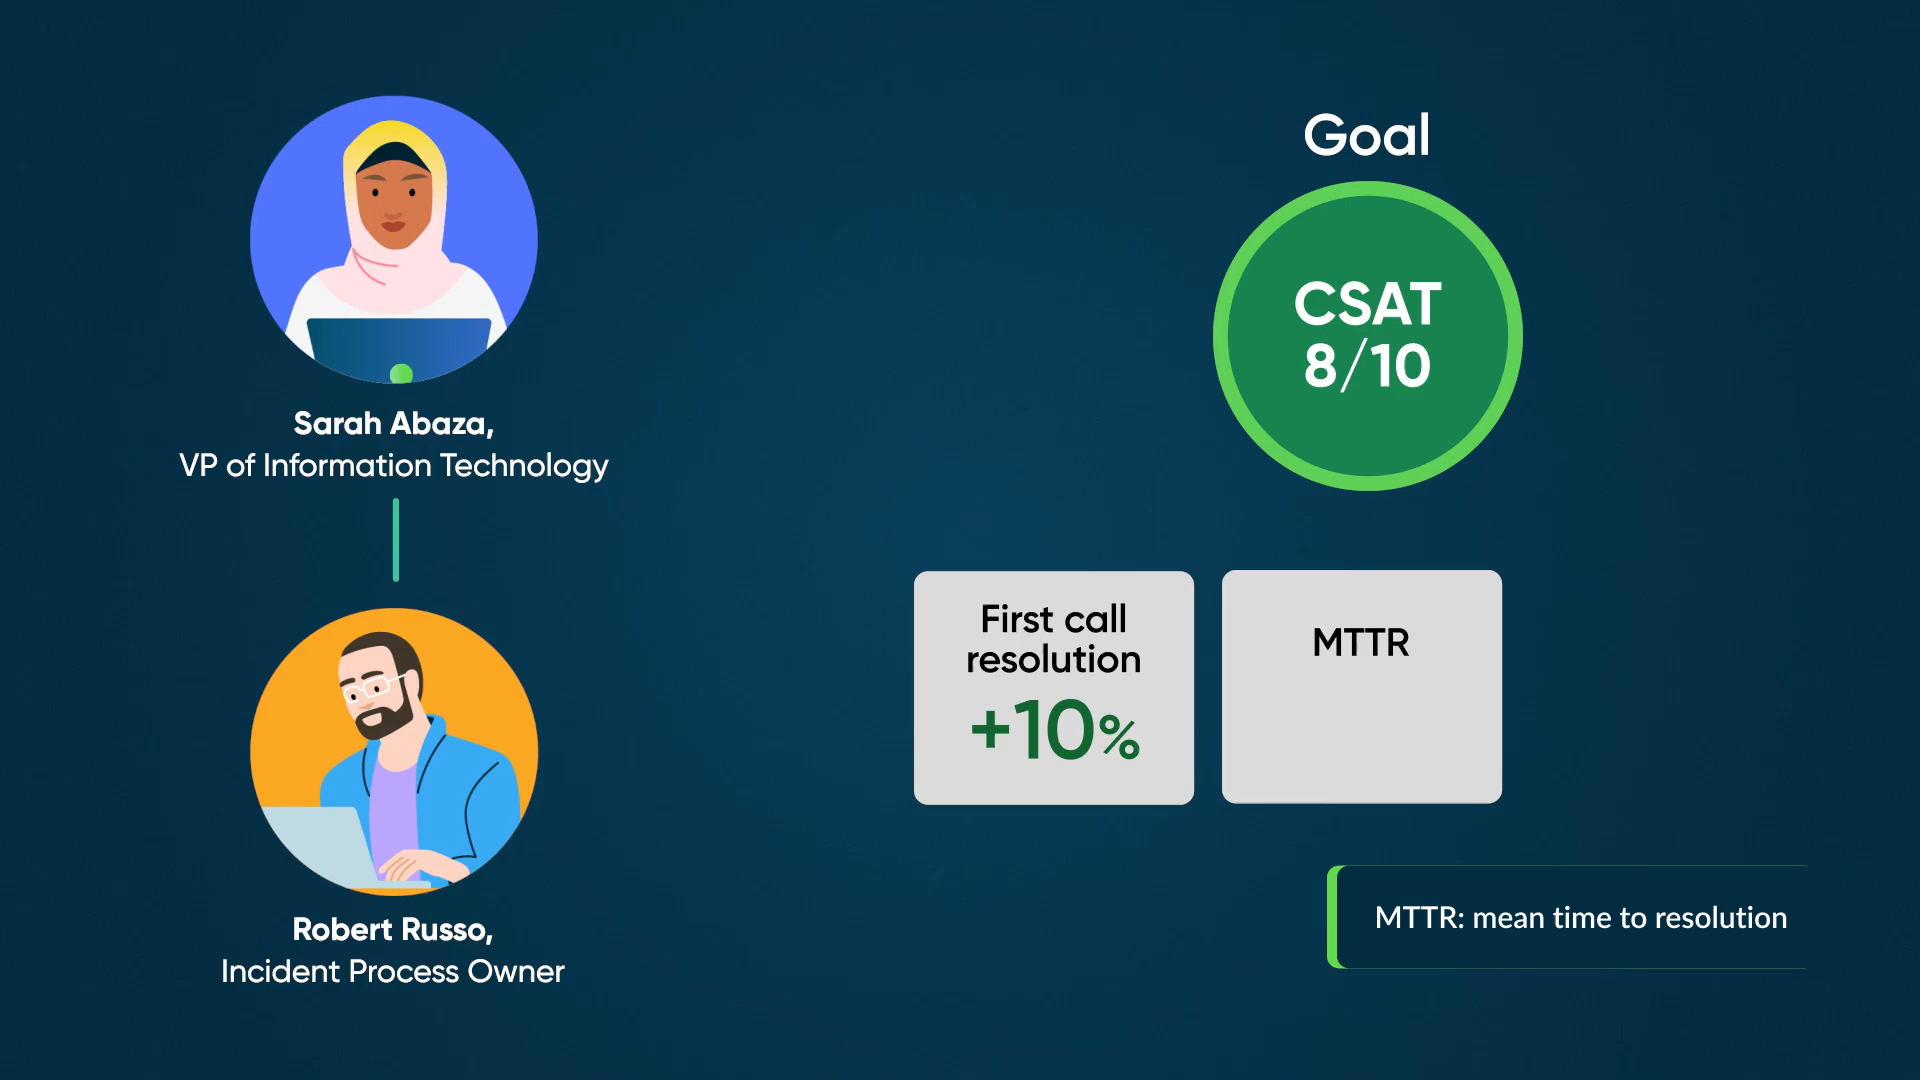 Sarah Abaza,
VP of Information Technology
Robert Russo,
Incident Process Owner
Goal
CSAT
8/10
First call
resolution
+10%
MTTR
MTTR: mean time to resolution